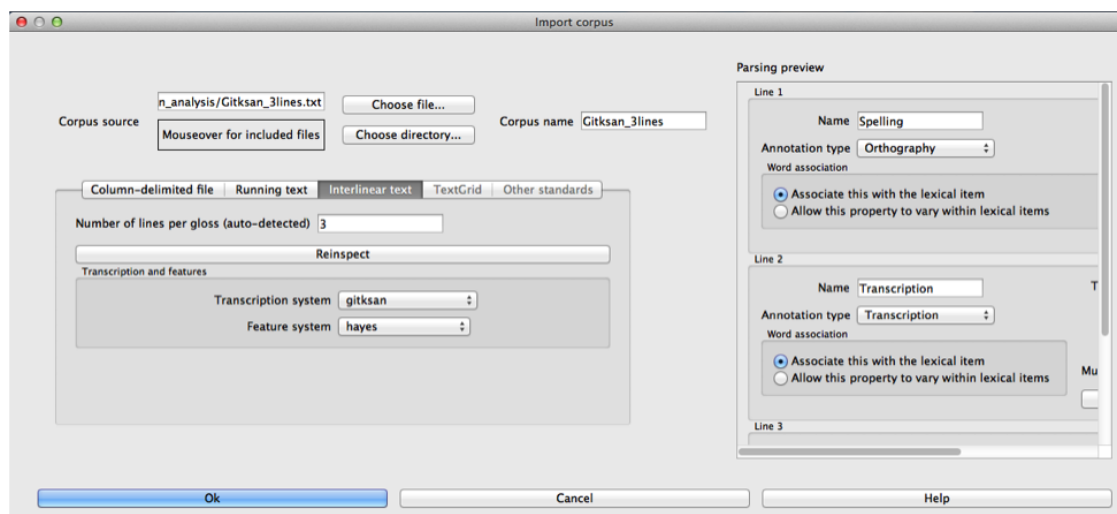 Import corpus
Parsing preview
Corpus source
n_analysis/Gitksan_3lines.txt
Choose file...
Mouseover for included files
Choose directory...
Corpus name Gitksan_3lines
Column-delimited file Running text Interlinear text TextGrid Other standards
Number of lines per gloss (auto-detected) 3
Reinspect
Transcription and features
Transcription system gitksan
Feature system hayes
Line 1
Name Spelling
Annotation type Orthography
Word association
Associate this with the lexical item
Allow this property to vary within lexical items
Line 2
Name Transcription T
Annotation type Transcription
Word association
Associate this with the lexical item
Allow this property to vary within lexical items
Mu
Line 3
Ok Cancel Help